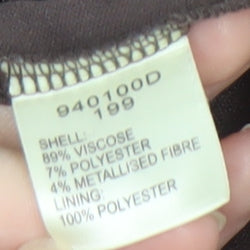 940100D
199
SHELL:
89% VISCOSE
7% POLYESTER
4% METALLISED FIBRE
LINING:
100% POLYESTER